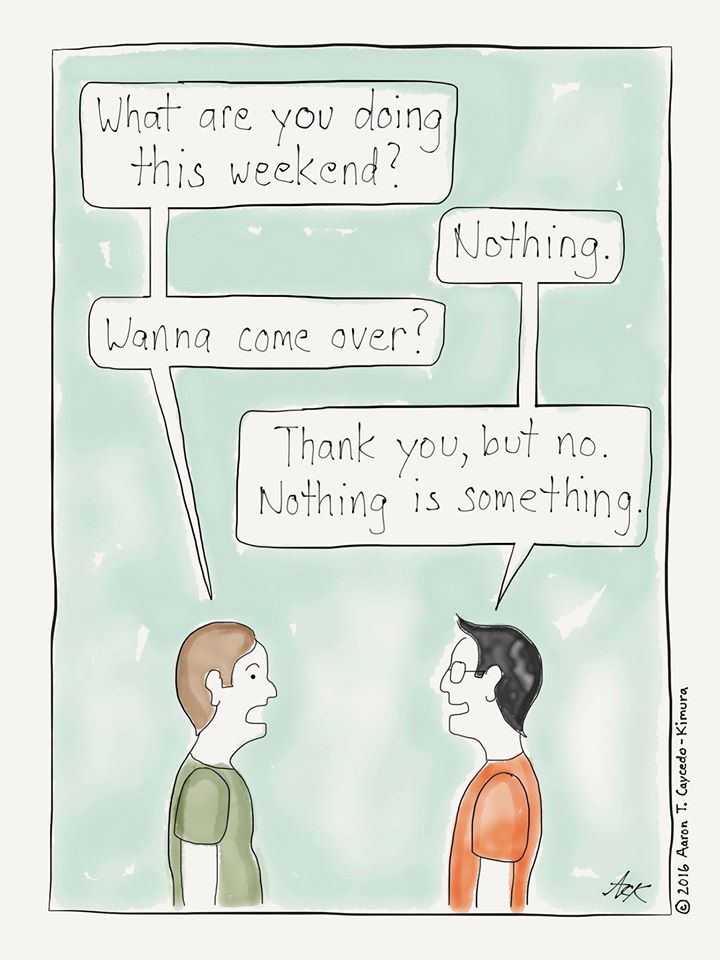 What are you doing
this weekend?
Nothing.
Wanna come over?
Thank you, but no.
Nothing is something.
ACK
© 2016 Aaron T. Caycedo-Kimura